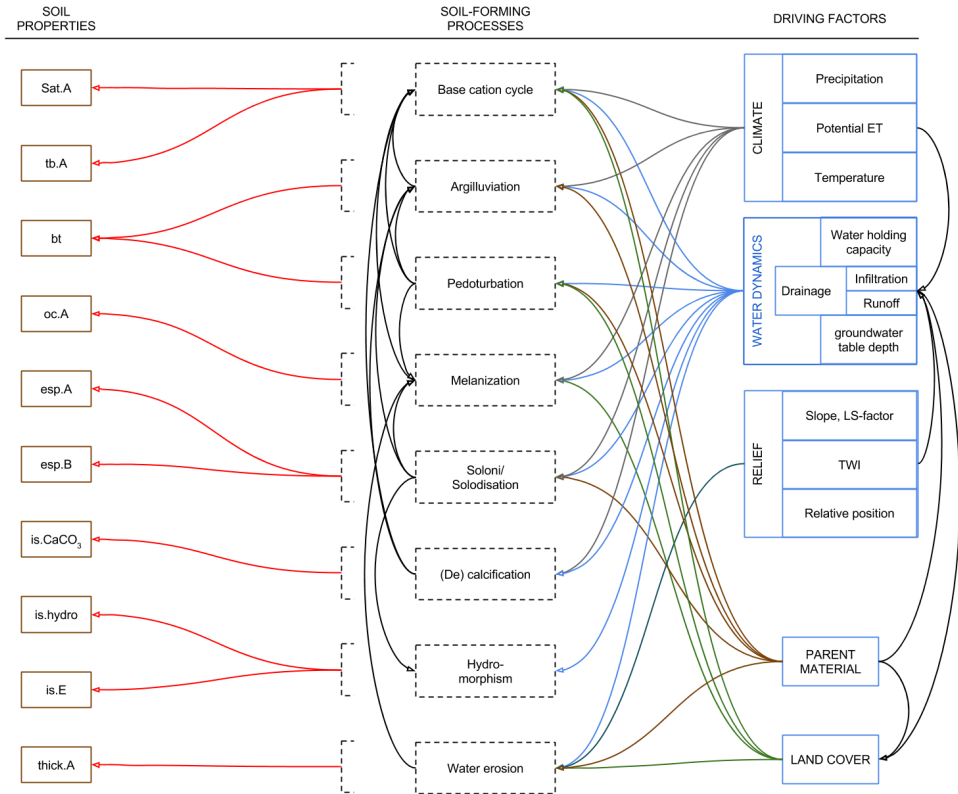 SOIL
PROPERTIES
SOIL-FORMING
PROCESSES
DRIVING FACTORS
Sat.A
tb.A
bt
oc.A
esp.A
esp.B
is.CaCO3
is.hydro
is.E
thick.A
Base cation cycle
Argilluviation
Pedoturbation
Melanization
Soloni/
Solodisation
(De) calcification
Hydro-
morphism
Water erosion
CLIMATE
Precipitation
Potential ET
Temperature
WATER DYNAMICS
Water holding
capacity
Drainage
Infiltration
Runoff
groundwater
table depth
RELIEF
Slope, LS-factor
TWI
Relative position
PARENT
MATERIAL
LAND COVER